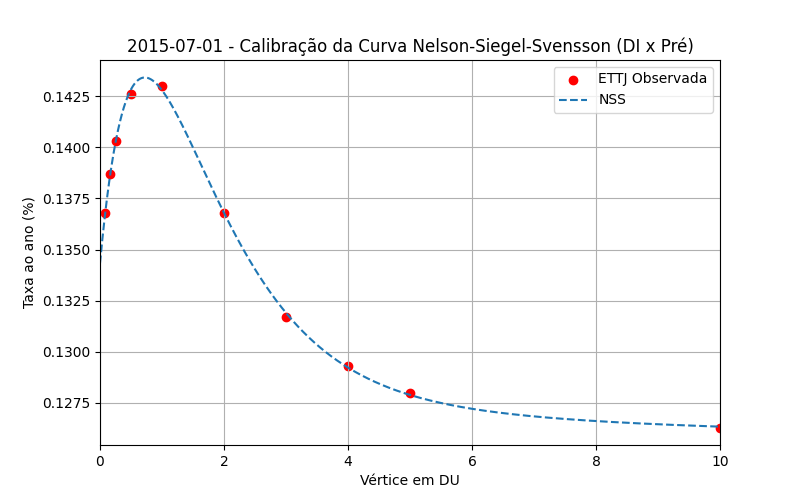 2015-07-01 - Calibração da Curva Nelson-Siegel-Svensson (DI x Pré)
ETTJ Observada
NSS
Taxa ao ano (%)
0.1425
0.1400
0.1375
0.1350
0.1325
0.1300
0.1275
0 2 4 6 8 10
Vértice em DU